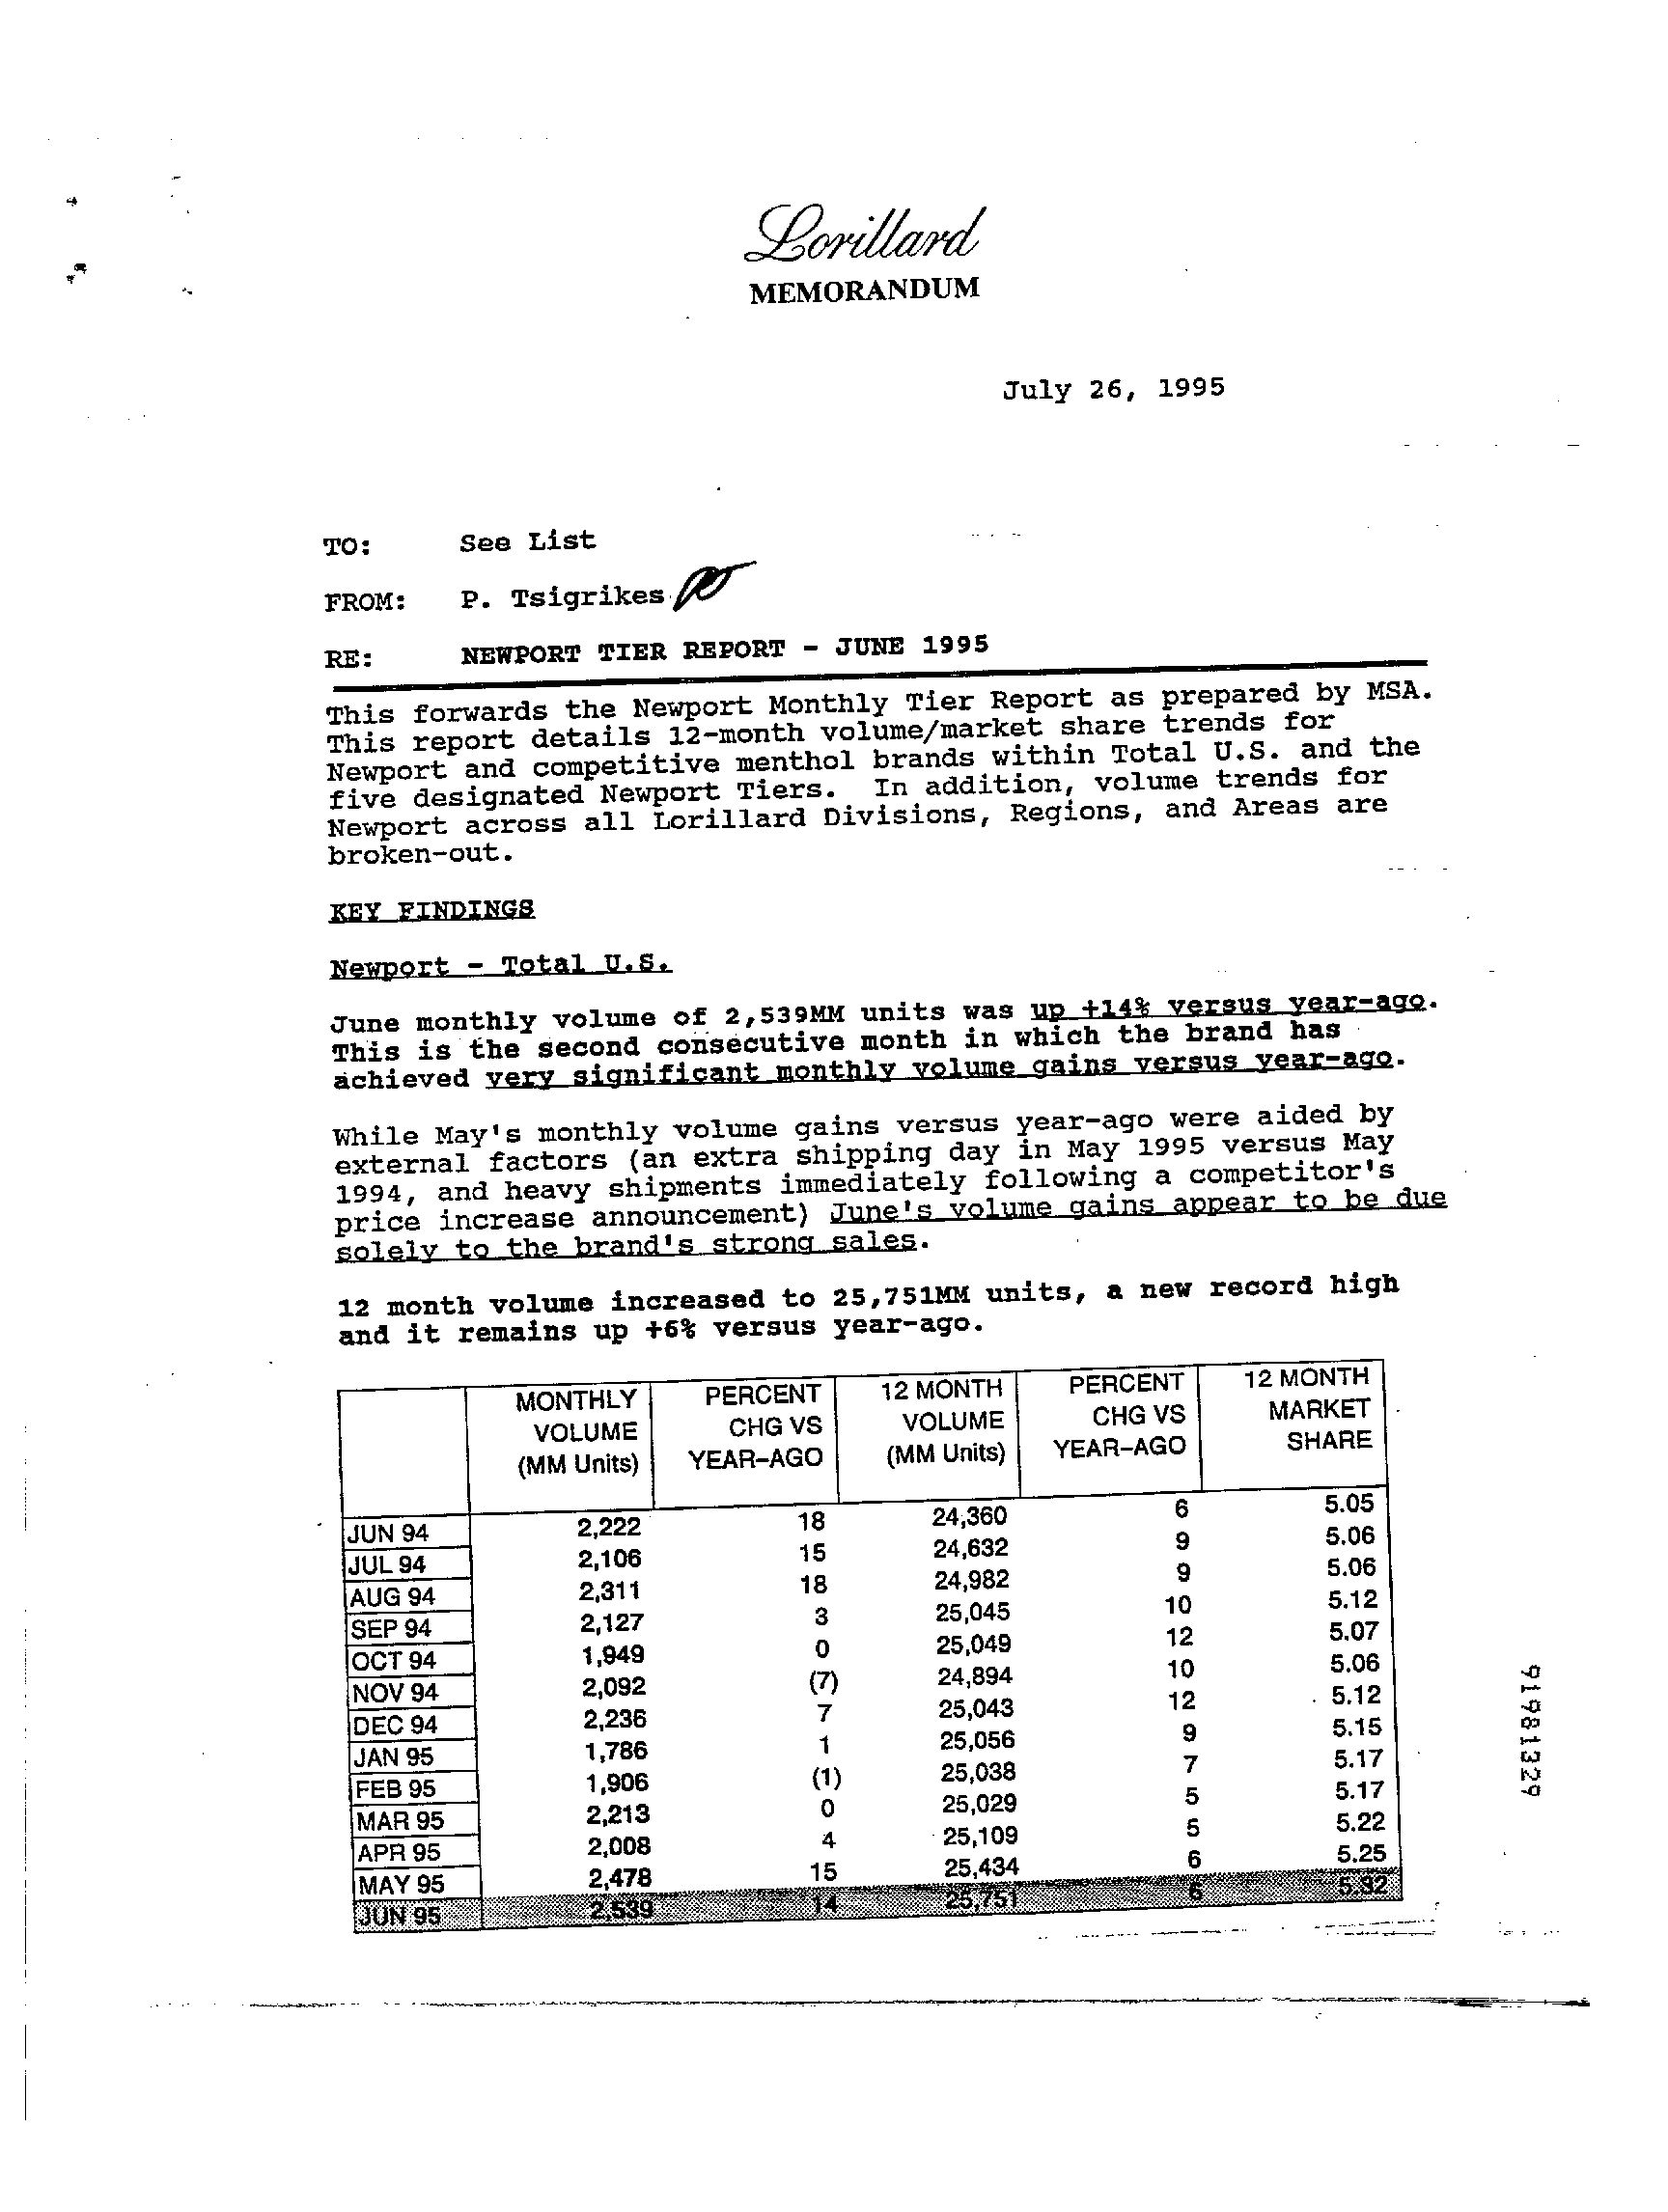 Lorillard
MEMORANDUM
July 26, 1995
TO: See List
FROM: P. Tsigrikes
RE: NEWPORT TIER REPORT - JUNE 1995
This forwards the Newport Monthly Tier Report as prepared by MSA.
This report details 12-month volume/market share trends for
Newport and competitive menthol brands within Total U.S. and the
five designated Newport Tiers. In addition, volume trends for
Newport across all Lorillard Divisions, Regions, and Areas are
broken-out.
KEY FINDINGS
Newport - Total U.S.
June monthly volume of 2,539MM units was up +14% versus year-ago.
This is the second consecutive month in which the brand has
achieved very significant monthly volume gains versus year-ago.
While May's monthly volume gains versus year-ago were aided by
external factors (an extra shipping day in May 1995 versus May
1994, and heavy shipments immediately following a competitor's
price increase announcement) June's volume gains appear to be due
solely to the brand's strong sales.
12 month volume increased to 25,751MM units, a new record high
and it remains up +6% versus year-ago.
MONTHLY PERCENT 12 MONTH PERCENT 12 MONTH
VOLUME CHG VS VOLUME CHG VS MARKET
(MM Units) YEAR-AGO (MM Units) YEAR-AGO SHARE
JUN 94 2,222 18 24,360 6 5.05
JUL 94 2,106 15 24,632 9 5.06
AUG 94 2,311 18 24,982 9 5.06
SEP 94 2,127 3 25,045 10 5.12
OCT 94 1,949 0 25,049 12 5.07
NOV 94 2,092 (7) 24,894 10 5.06
DEC 94 2,236 7 25,043 12 5.12
JAN 95 1,786 1 25,056 9 5.15
FEB 95 1,906 (1) 25,038 7 5.17
MAR 95 2,213 0 25,029 5 5.17
APR 95 2,008 4 25,109 5 5.22
MAY 95 2,478 15 25,434 6 5.25
JUN 95 2,539 14 25,751 6 5.32
91981329